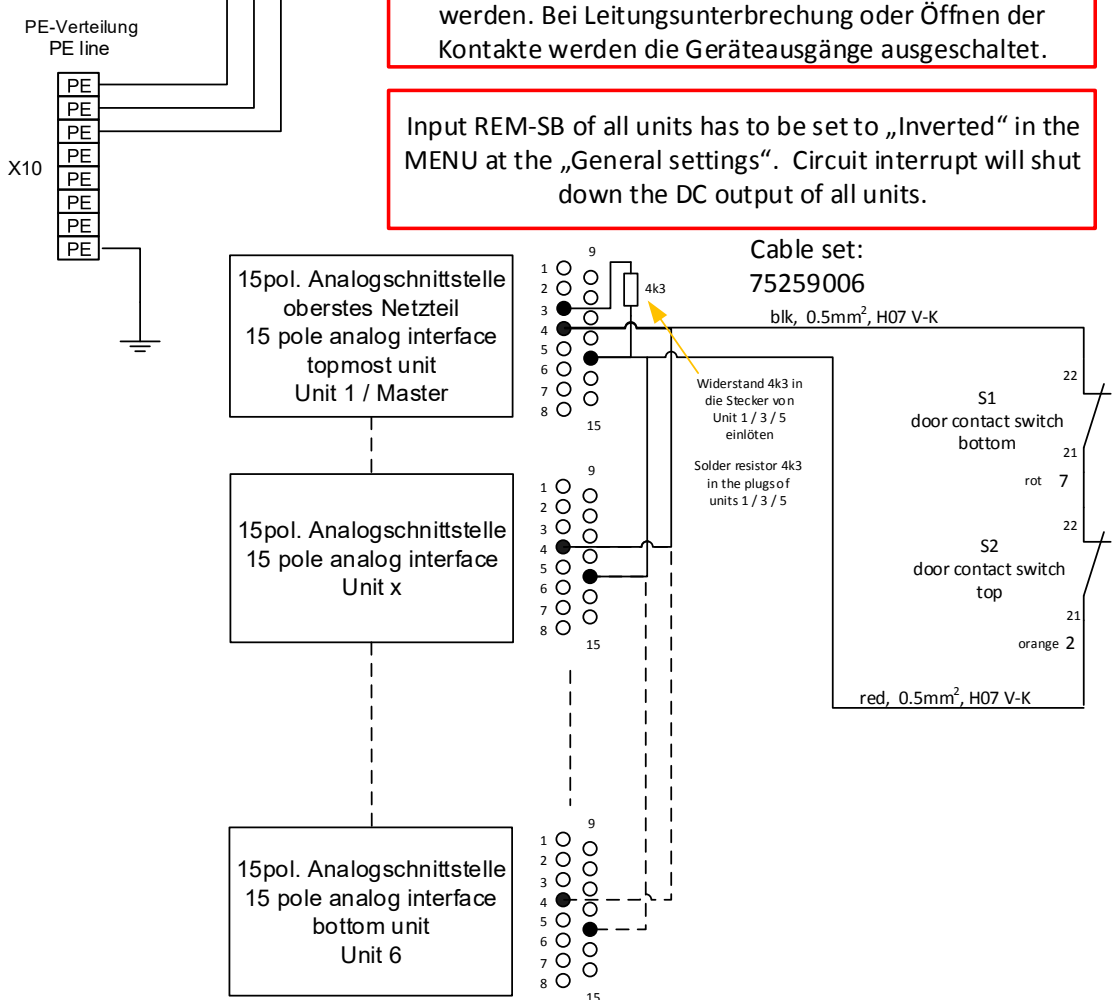 werden. Bei Leitungsunterbrechung oder Öffnen der
Kontakte werden die Geräteausgänge ausgeschaltet.
PE-Verteilung
PE line
PE
PE
PE
PE
PE
PE
PE
PE
X10
Input REM-SB of all units has to be set to „Inverted“ in the
MENU at the „General settings“. Circuit interrupt will shut
down the DC output of all units.
15pol. Analogschnittstelle
oberstes Netzteil
15 pole analog interface
topmost unit
Unit 1 / Master
1
2
3
4
5
6
7
8
9
15
4k3
Cable set:
75259006
blk, 0.5mm², H07 V-K
Widerstand 4k3 in
die Stecker von
Unit 1 / 3 / 5
einlöten
Solder resistor 4k3
in the plugs of
units 1 / 3 / 5
22
S1
door contact switch
bottom
21
rot 7
22
S2
door contact switch
top
21
orange 2
red, 0.5mm², H07 V-K
15pol. Analogschnittstelle
15 pole analog interface
Unit x
1
2
3
4
5
6
7
8
9
15
15pol. Analogschnittstelle
15 pole analog interface
bottom unit
Unit 6
1
2
3
4
5
6
7
8
9
15